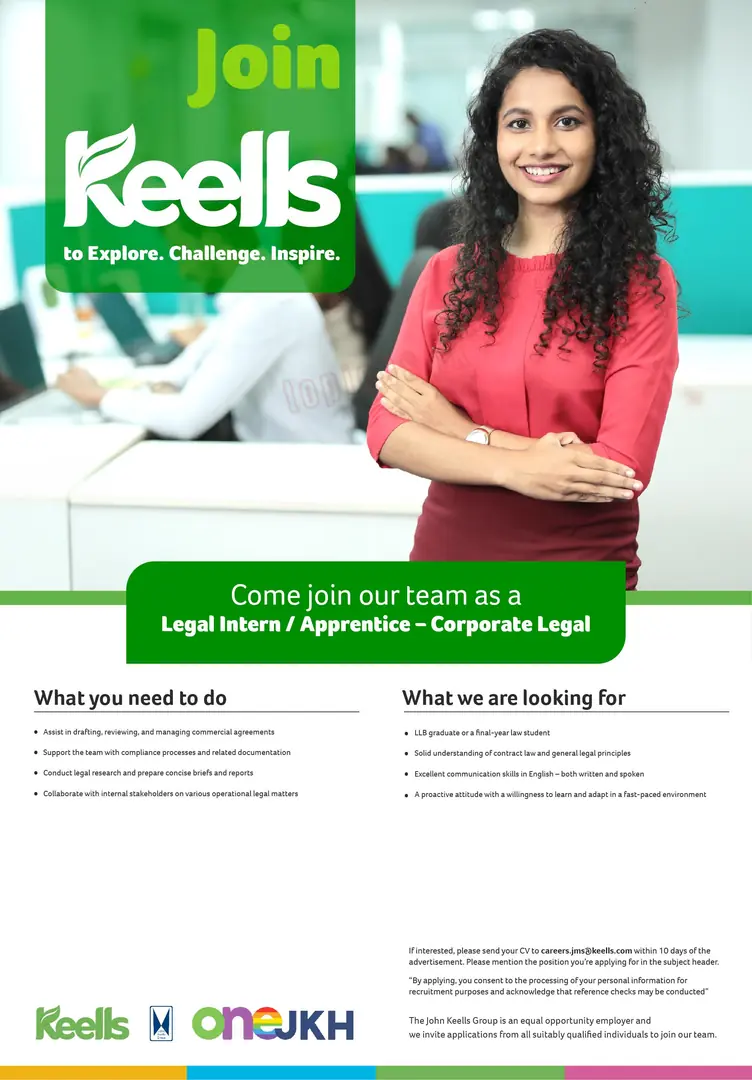 Join
Keells
to Explore. Challenge. Inspire.
Come join our team as a
Legal Intern / Apprentice – Corporate Legal
What you need to do
• Assist in drafting, reviewing, and managing commercial agreements
• Support the team with compliance processes and related documentation
• Conduct legal research and prepare concise briefs and reports
• Collaborate with internal stakeholders on various operational legal matters
What we are looking for
• LLB graduate or a final-year law student
• Solid understanding of contract law and general legal principles
• Excellent communication skills in English – both written and spoken
• A proactive attitude with a willingness to learn and adapt in a fast-paced environment
If interested, please send your CV to careers.jms@keells.com within 10 days of the
advertisement. Please mention the position you're applying for in the subject header.
"By applying, you consent to the processing of your personal information for
recruitment purposes and acknowledge that reference checks may be conducted"
The John Keells Group is an equal opportunity employer and
we invite applications from all suitably qualified individuals to join our team.
Keells
oneJKH